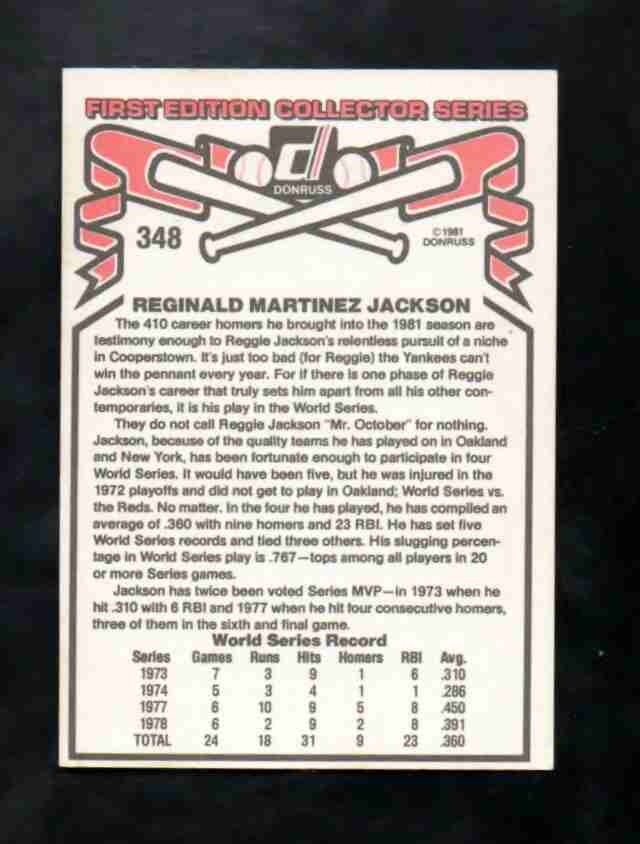 FIRST EDITION COLLECTOR SERIES
d
DONRUSS
348
©1981
DONRUSS
REGINALD MARTINEZ JACKSON
The 410 career homers he brought into the 1981 season are
testimony enough to Reggie Jackson's relentless pursuit of a niche
in Cooperstown. It's just too bad (for Reggie) the Yankees can't
win the pennant every year. For if there is one phase of Reggie
Jackson's career that truly sets him apart from all his other con-
temporaries, it is his play in the World Series.
They do not call Reggie Jackson "Mr. October" for nothing.
Jackson, because of the quality teams he has played on in Oakland
and New York, has been fortunate enough to participate in four
World Series. It would have been five, but he was injured in the
1972 playoffs and did not get to play in Oakland; World Series vs.
the Reds. No matter. In the four he has played, he has compiled an
average of .360 with nine homers and 23 RBI. He has set five
World Series records and tied three others. His slugging percen-
tage in World Series play is .767—tops among all players in 20
or more Series games.
Jackson has twice been voted Series MVP—in 1973 when he
hit .310 with 6 RBI and 1977 when he hit four consecutive homers,
three of them in the sixth and final game.
World Series Record
Series Games Runs Hits Homers RBI Avg.
1973 7 3 9 1 6 .310
1974 5 3 4 1 1 .286
1977 6 10 9 5 8 .450
1978 6 2 9 2 8 .391
TOTAL 24 18 31 9 23 .360